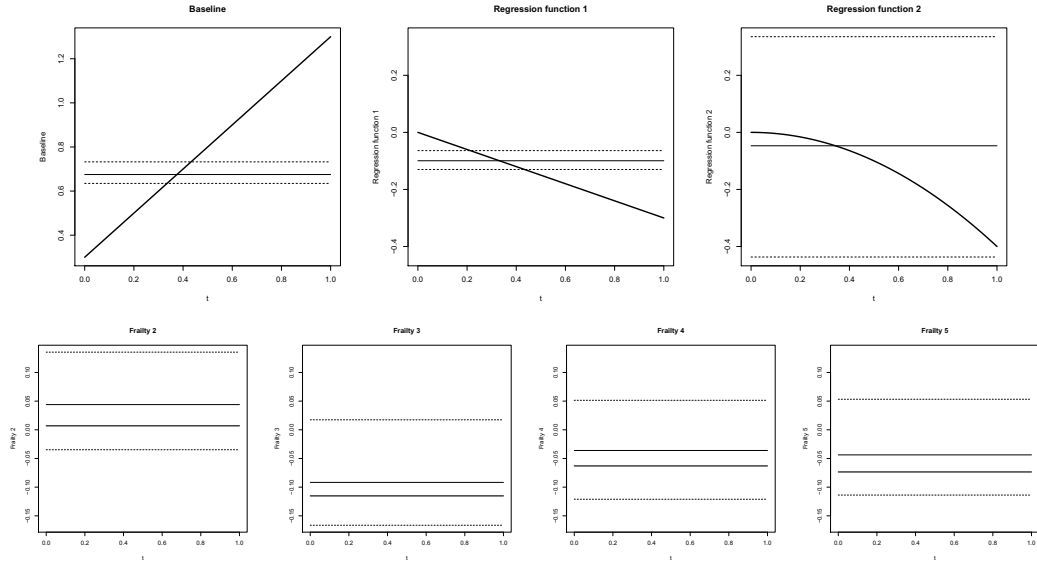 Baseline
Regression function 1
Regression function 2
Baseline
0.4 0.6 0.8 1.0 1.2
0.0 0.2 0.4 0.6 0.8 1.0
t
Regression function 1
-0.4 -0.2 0.0 0.2
0.0 0.2 0.4 0.6 0.8 1.0
t
Regression function 2
-0.4 -0.2 0.0 0.2
0.0 0.2 0.4 0.6 0.8 1.0
t
Frailty 2
Frailty 3
Frailty 4
Frailty 5
Frailty 2
-0.15 -0.10 -0.05 0.00 0.05 0.10
0.0 0.2 0.4 0.6 0.8 1.0
t
Frailty 3
-0.15 -0.10 -0.05 0.00 0.05 0.10
0.0 0.2 0.4 0.6 0.8 1.0
t
Frailty 4
-0.15 -0.10 -0.05 0.00 0.05 0.10
0.0 0.2 0.4 0.6 0.8 1.0
t
Frailty 5
-0.15 -0.10 -0.05 0.00 0.05 0.10
0.0 0.2 0.4 0.6 0.8 1.0
t